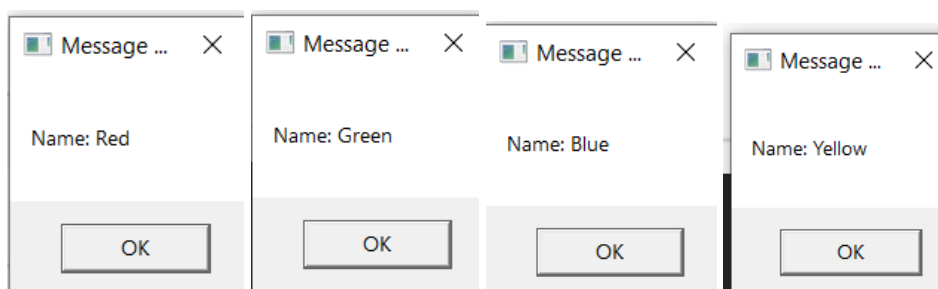 Message ...
Name: Red
OK
Message ...
Name: Green
OK
Message ...
Name: Blue
OK
Message ...
Name: Yellow
OK